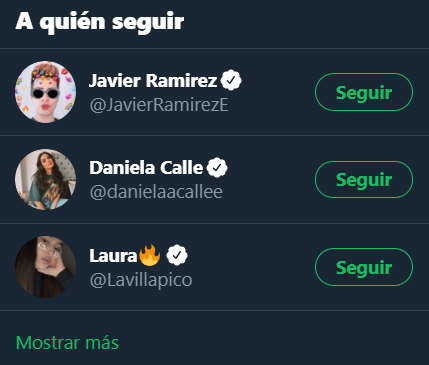 A quién seguir
Javier Ramirez
@JavierRamirezE
Seguir
Daniela Calle
@danielaacallee
Seguir
Laura🔥
@Lavillapico
Seguir
Mostrar más